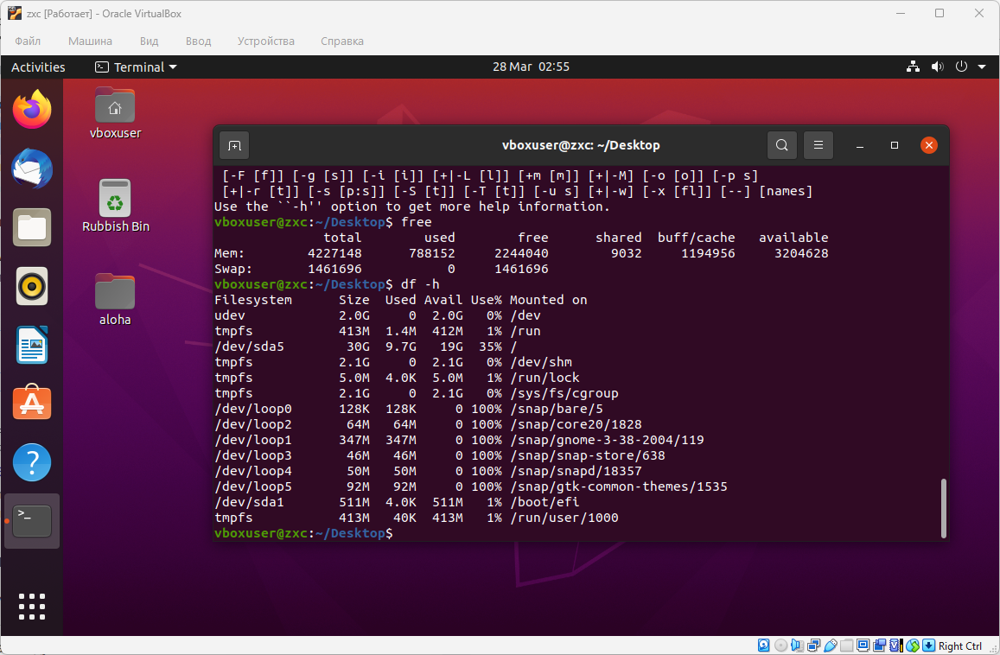 zxc [Работает] - Oracle VirtualBox
Файл Машина Вид Ввод Устройства Справка
Activities Terminal 28 Mar 02:55
vboxuser
Rubbish Bin
aloha
vboxuser@zxc: ~/Desktop
[-F [f]] [-g [s]] [-i [i]] [+|-L [l]] [+m [m]] [+|-M] [-o [o]] [-p s]
[+|-r [t]] [-s [p:s]] [-S [t]] [-T [t]] [-u s] [+|-w] [-x [fl]] [--] [names]
Use the ``-h'' option to get more help information.
vboxuser@zxc:~/Desktop$ free
total used free shared buff/cache available
Mem: 4227148 788152 2244040 9032 1194956 3204628
Swap: 1461696 0 1461696
vboxuser@zxc:~/Desktop$ df -h
Filesystem Size Used Avail Use% Mounted on
udev 2.0G 0 2.0G 0% /dev
tmpfs 413M 1.4M 412M 1% /run
/dev/sda5 30G 9.7G 19G 35% /
tmpfs 2.1G 0 2.1G 0% /dev/shm
tmpfs 5.0M 4.0K 5.0M 1% /run/lock
tmpfs 2.1G 0 2.1G 0% /sys/fs/cgroup
/dev/loop0 128K 128K 0 100% /snap/bare/5
/dev/loop2 64M 64M 0 100% /snap/core20/1828
/dev/loop1 347M 347M 0 100% /snap/gnome-3-38-2004/119
/dev/loop3 46M 46M 0 100% /snap/snap-store/638
/dev/loop4 50M 50M 0 100% /snap/snapd/18357
/dev/loop5 92M 92M 0 100% /snap/gtk-common-themes/1535
/dev/sda1 511M 4.0K 511M 1% /boot/efi
tmpfs 413M 40K 413M 1% /run/user/1000
vboxuser@zxc:~/Desktop$
Right Ctrl